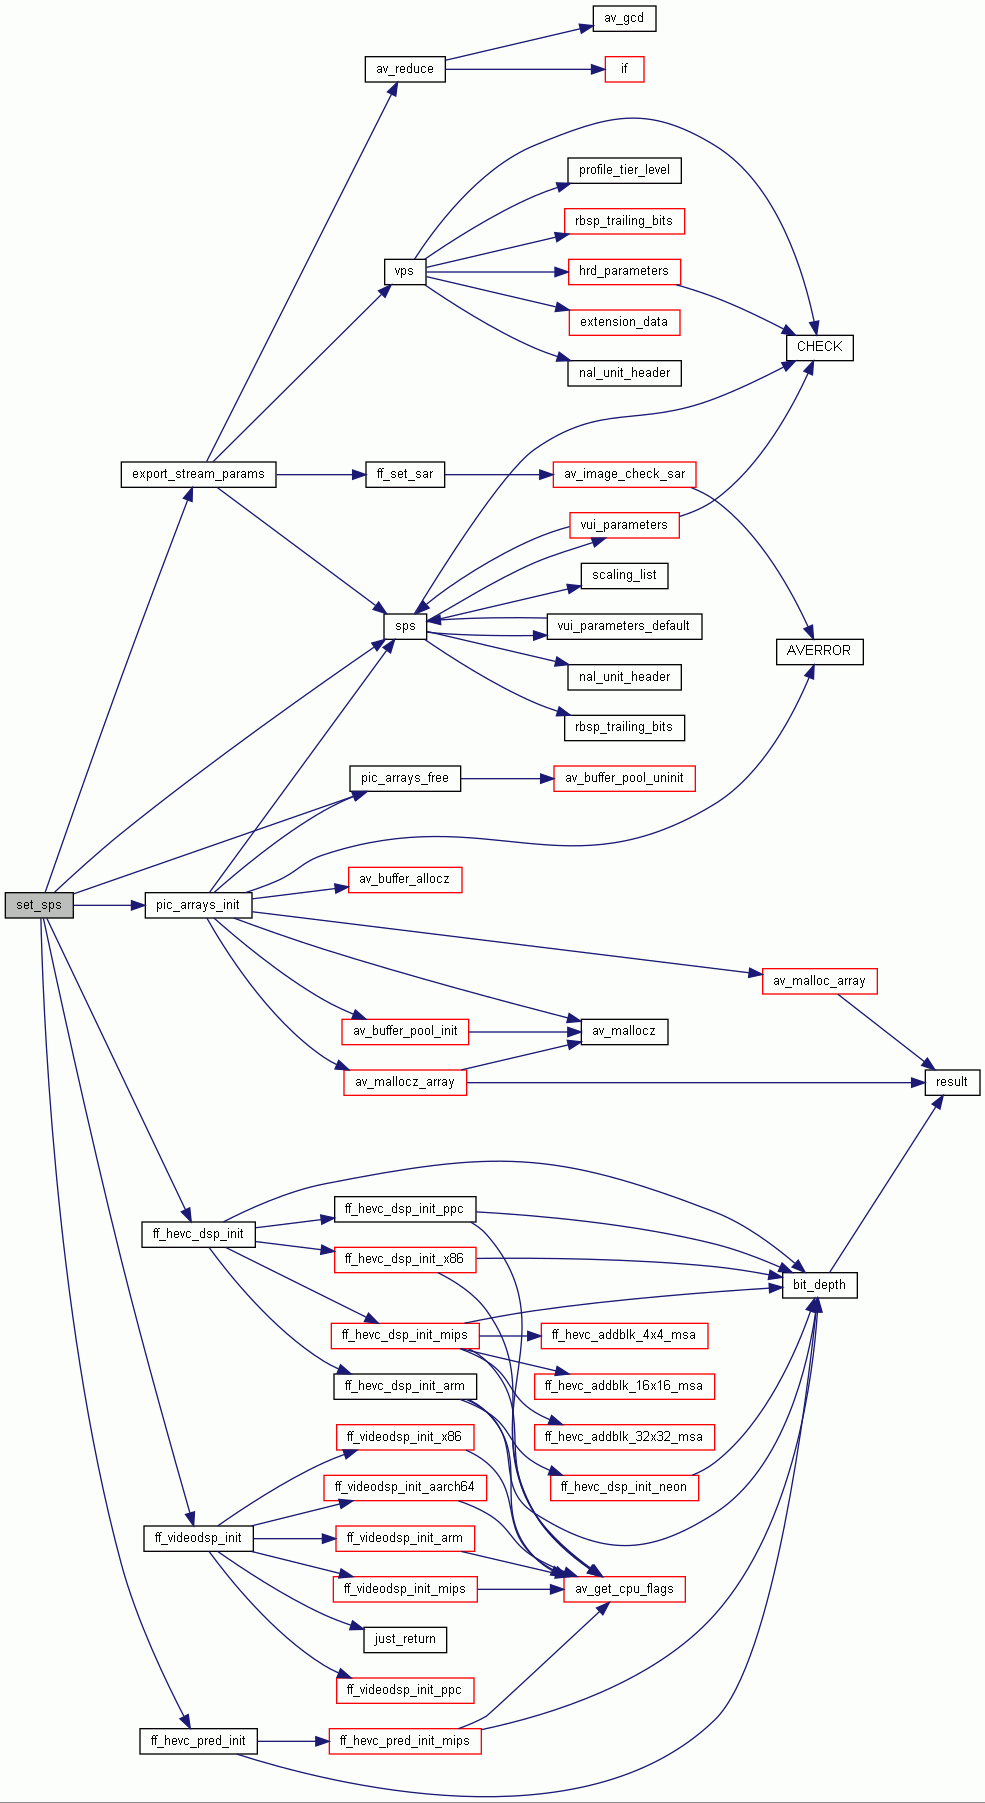 av_gcd
av_reduce
if
profile_tier_level
rbsp_trailing_bits
vps
hrd_parameters
extension_data
CHECK
nal_unit_header
export_stream_params
ff_set_sar
av_image_check_sar
vui_parameters
scaling_list
sps
vui_parameters_default
AVERROR
nal_unit_header
rbsp_trailing_bits
pic_arrays_free
av_buffer_pool_uninit
av_buffer_allocz
set_sps
pic_arrays_init
av_malloc_array
av_buffer_pool_init
av_mallocz
av_mallocz_array
result
ff_hevc_dsp_init_ppc
ff_hevc_dsp_init
ff_hevc_dsp_init_x86
bit_depth
ff_hevc_dsp_init_mips
ff_hevc_addblk_4x4_msa
ff_hevc_dsp_init_arm
ff_hevc_addblk_16x16_msa
ff_videodsp_init_x86
ff_hevc_addblk_32x32_msa
ff_videodsp_init_aarch64
ff_hevc_dsp_init_neon
ff_videodsp_init
ff_videodsp_init_arm
ff_videodsp_init_mips
av_get_cpu_flags
just_return
ff_videodsp_init_ppc
ff_hevc_pred_init
ff_hevc_pred_init_mips